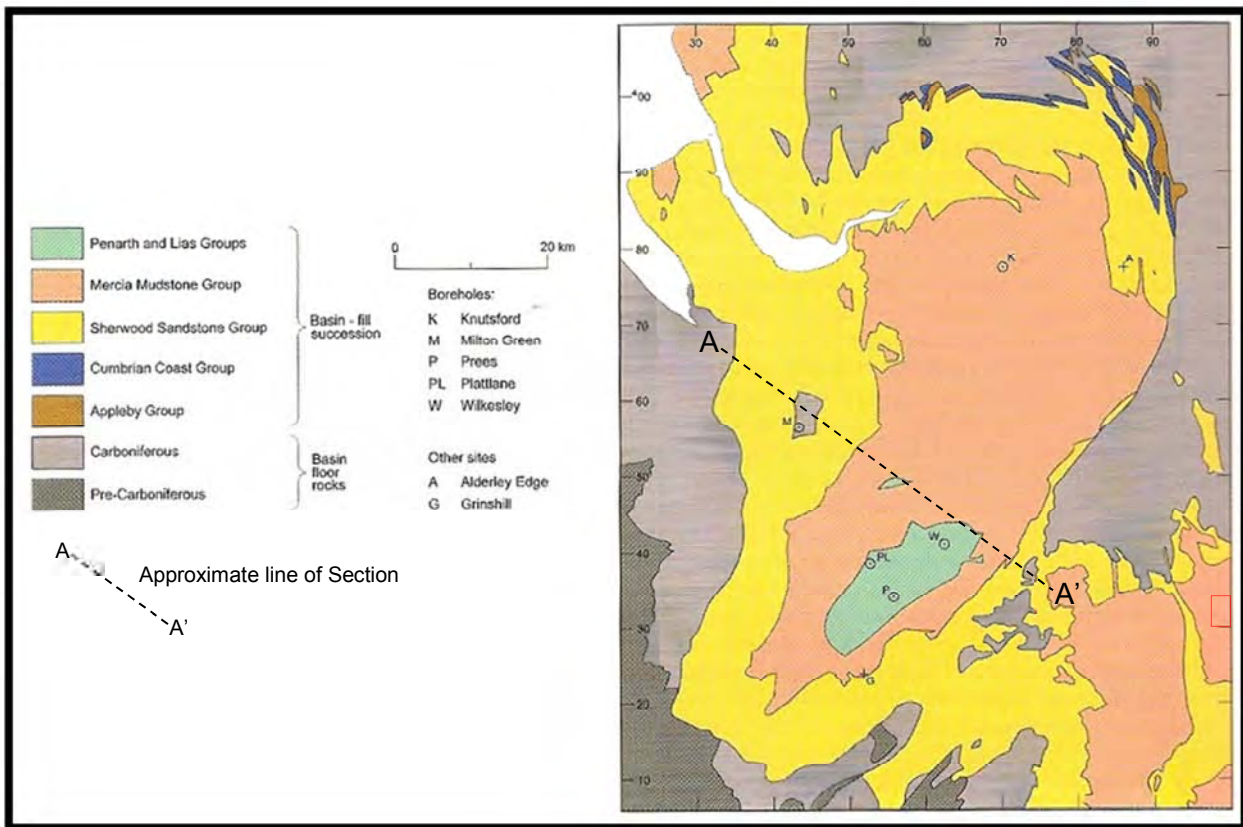 Penarth and Lias Groups
Mercia Mudstone Group
Sherwood Sandstone Group
Cumbrian Coast Group
Appleby Group
Carboniferous
Pre-Carboniferous
Basin - fill
succession
Basin
floor
rocks
0 20 km
Boreholes:
K Knutsford
M Milton Green
P Prees
PL Plattlane
W Wilkesley
Other sites
A Alderley Edge
G Grinshill
A
Approximate line of Section
A'
30 40 50 60 70 80 90
⁴00
90
80
70
60
50
40
30
20
10
K
A
A
M
W
PL
P
A'
G